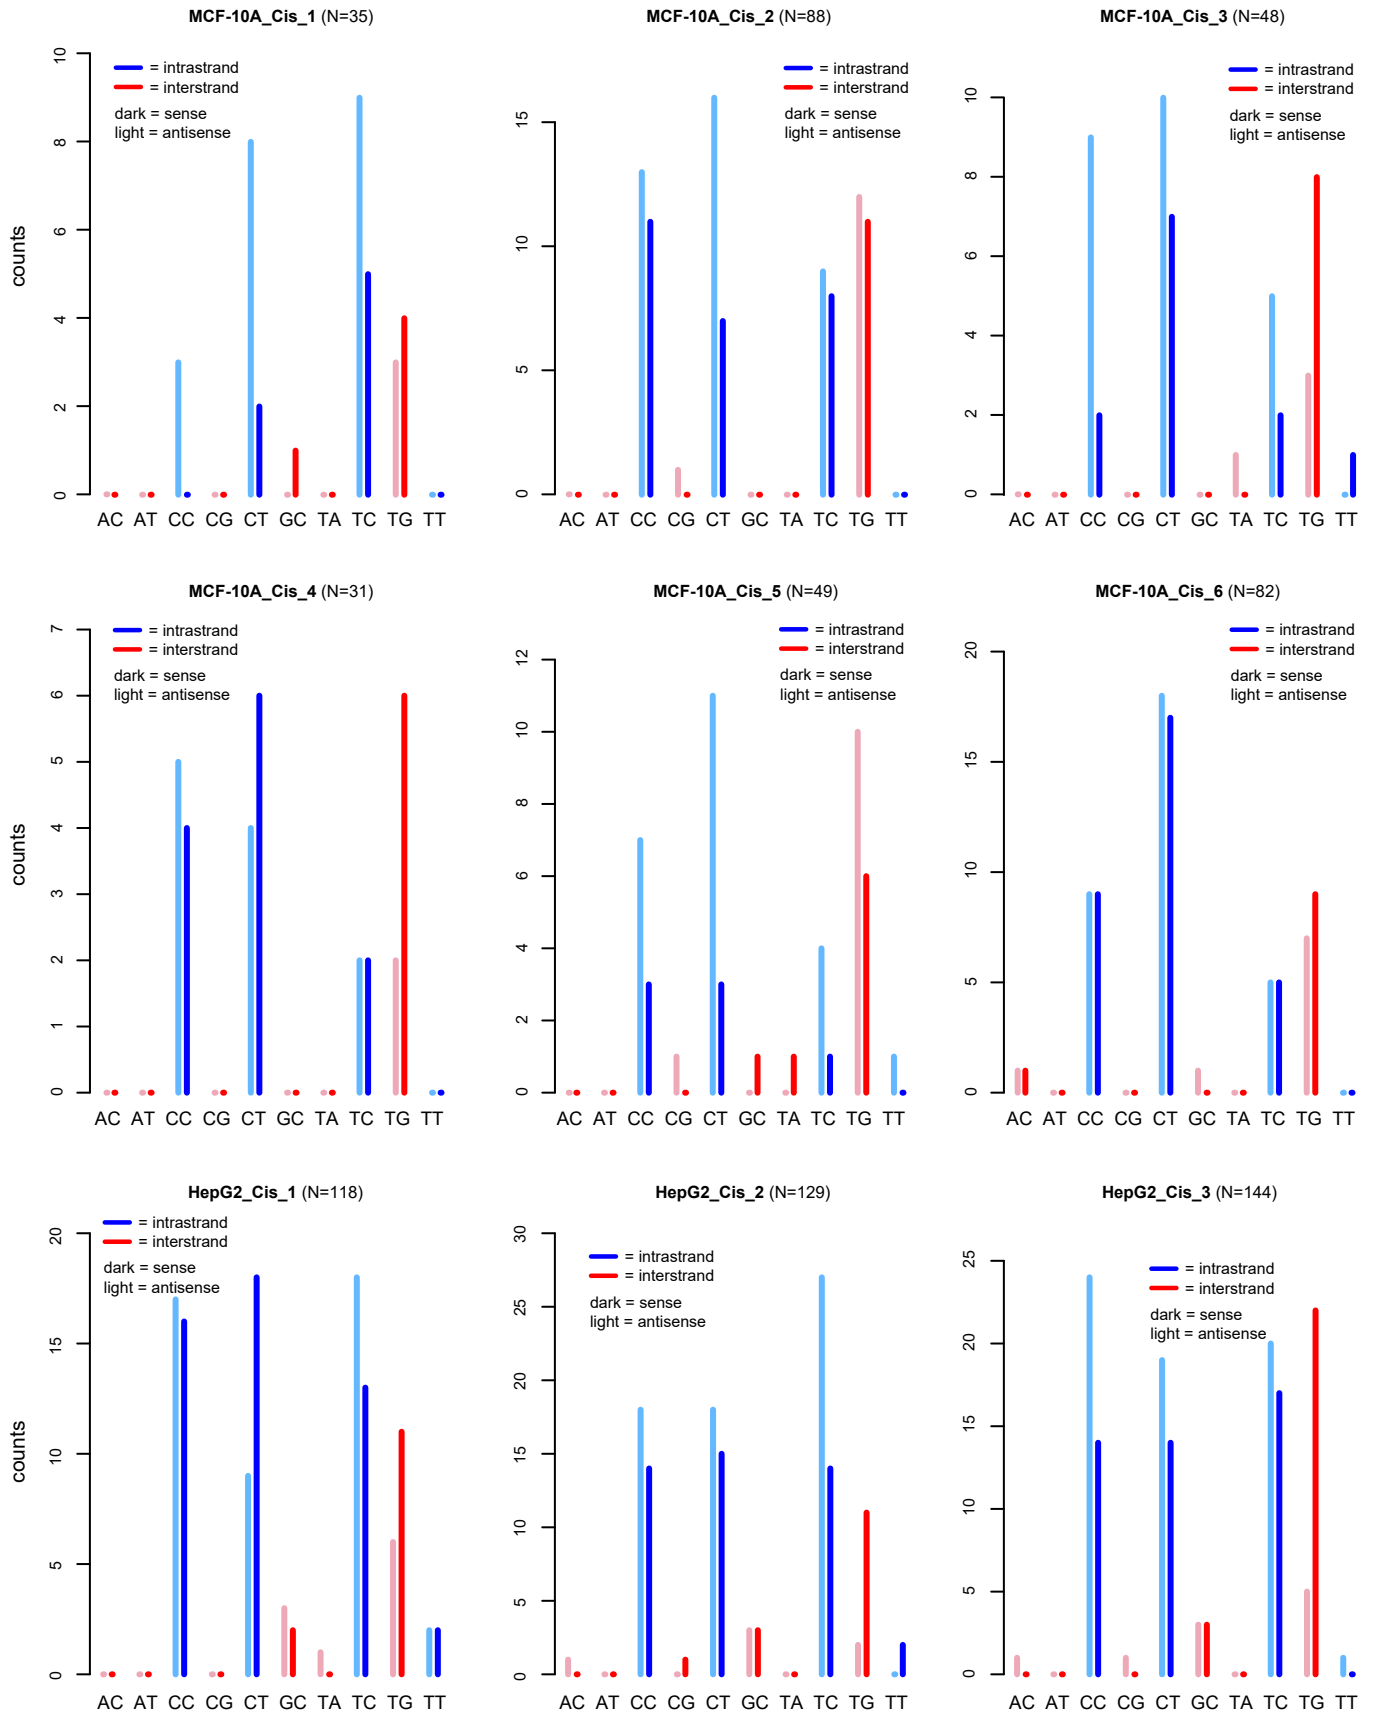 MCF-10A_Cis_1 (N=35)
= intrastrand
= interstrand
dark = sense
light = antisense
counts
10
8
6
4
2
0
AC AT CC CG CT GC TA TC TG TT
MCF-10A_Cis_2 (N=88)
= intrastrand
= interstrand
dark = sense
light = antisense
15
10
5
0
AC AT CC CG CT GC TA TC TG TT
MCF-10A_Cis_3 (N=48)
= intrastrand
= interstrand
dark = sense
light = antisense
10
8
6
4
2
0
AC AT CC CG CT GC TA TC TG TT
MCF-10A_Cis_4 (N=31)
= intrastrand
= interstrand
dark = sense
light = antisense
counts
7
6
5
4
3
2
1
0
AC AT CC CG CT GC TA TC TG TT
MCF-10A_Cis_5 (N=49)
= intrastrand
= interstrand
dark = sense
light = antisense
12
10
8
6
4
2
0
AC AT CC CG CT GC TA TC TG TT
MCF-10A_Cis_6 (N=82)
= intrastrand
= interstrand
dark = sense
light = antisense
20
15
10
5
0
AC AT CC CG CT GC TA TC TG TT
HepG2_Cis_1 (N=118)
= intrastrand
= interstrand
dark = sense
light = antisense
counts
20
15
10
5
0
AC AT CC CG CT GC TA TC TG TT
HepG2_Cis_2 (N=129)
= intrastrand
= interstrand
dark = sense
light = antisense
30
25
20
15
10
5
0
AC AT CC CG CT GC TA TC TG TT
HepG2_Cis_3 (N=144)
= intrastrand
= interstrand
dark = sense
light = antisense
25
20
15
10
5
0
AC AT CC CG CT GC TA TC TG TT